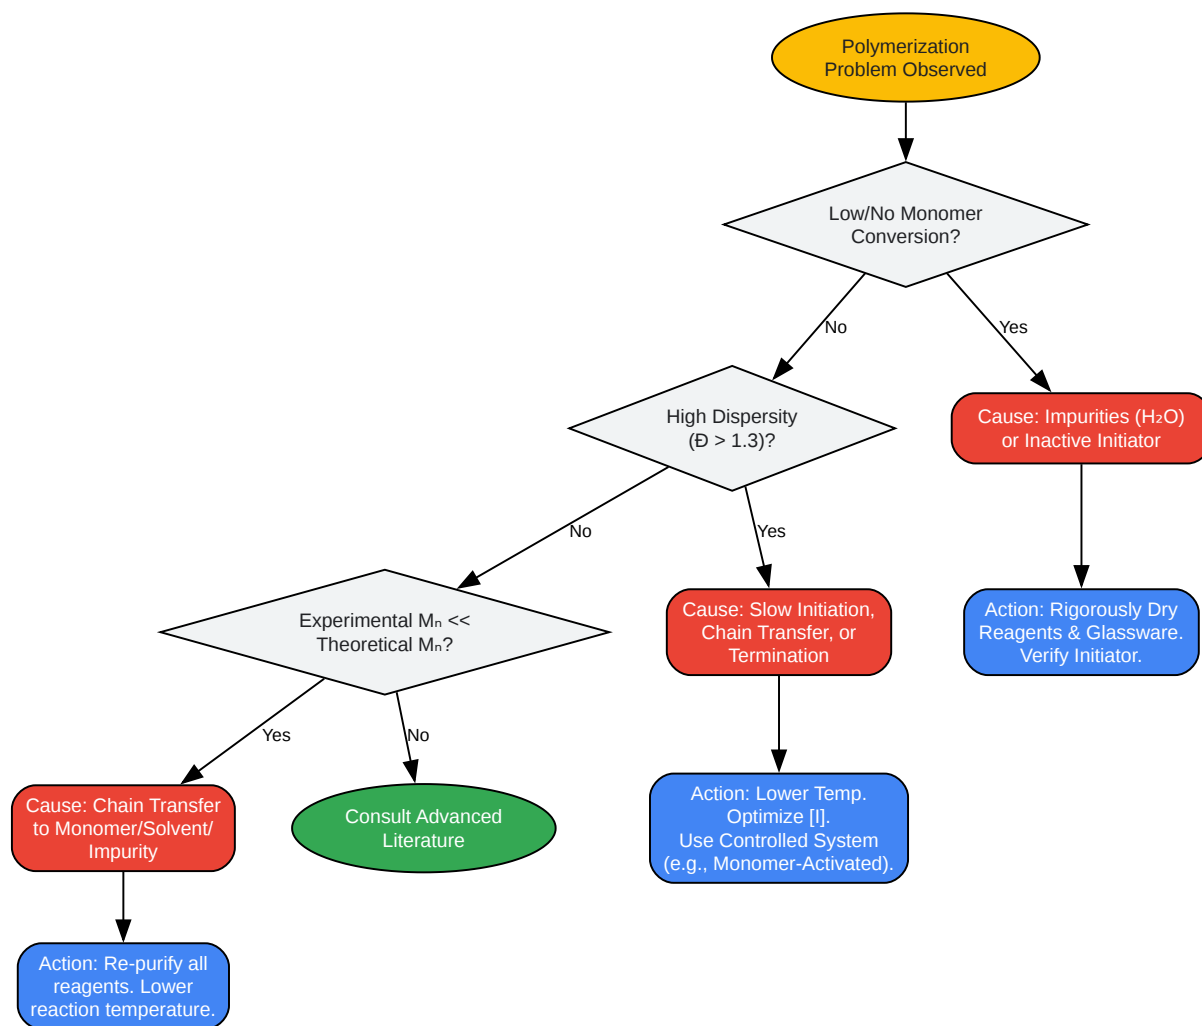 Polymerization
Problem Observed
Low/No Monomer
Conversion?
No
Yes
High Dispersity
(Đ > 1.3)?
Cause: Impurities (H₂O)
or Inactive Initiator
No
Yes
Experimental Mₙ <<
Theoretical Mₙ?
Cause: Slow Initiation,
Chain Transfer, or
Termination
Action: Rigorously Dry
Reagents & Glassware.
Verify Initiator.
Yes
No
Cause: Chain Transfer
to Monomer/Solvent/
Impurity
Consult Advanced
Literature
Action: Lower Temp.
Optimize [I].
Use Controlled System
(e.g., Monomer-Activated).
Action: Re-purify all
reagents. Lower
reaction temperature.